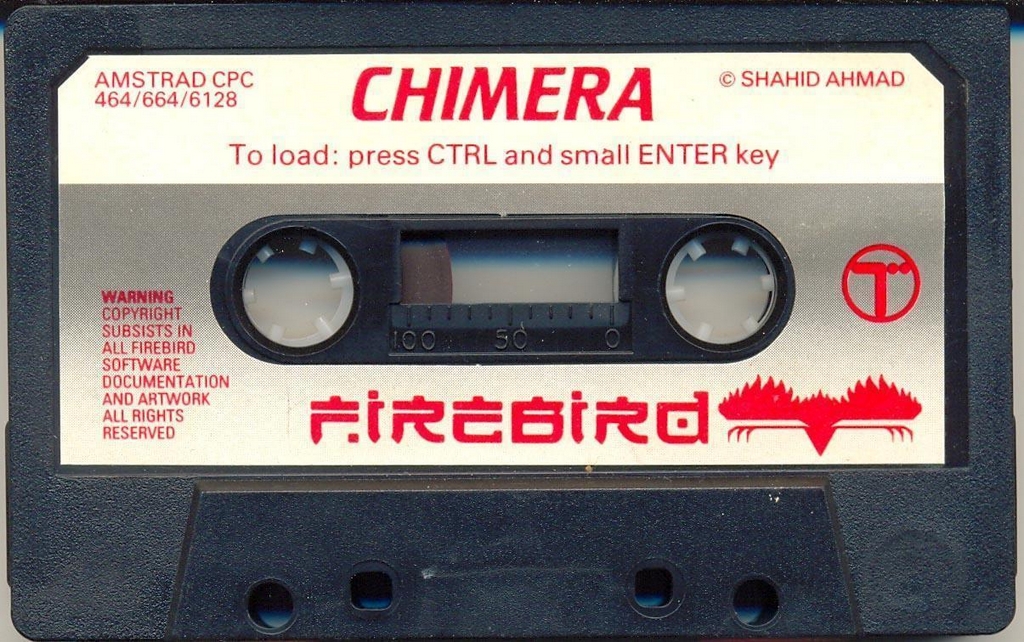 AMSTRAD CPC
464/664/6128
CHIMERA
© SHAHID AHMAD
To load: press CTRL and small ENTER key
100 50 0
WARNING
COPYRIGHT
SUBSISTS IN
ALL FIREBIRD
SOFTWARE
DOCUMENTATION
AND ARTWORK
ALL RIGHTS
RESERVED
FIREBIRD